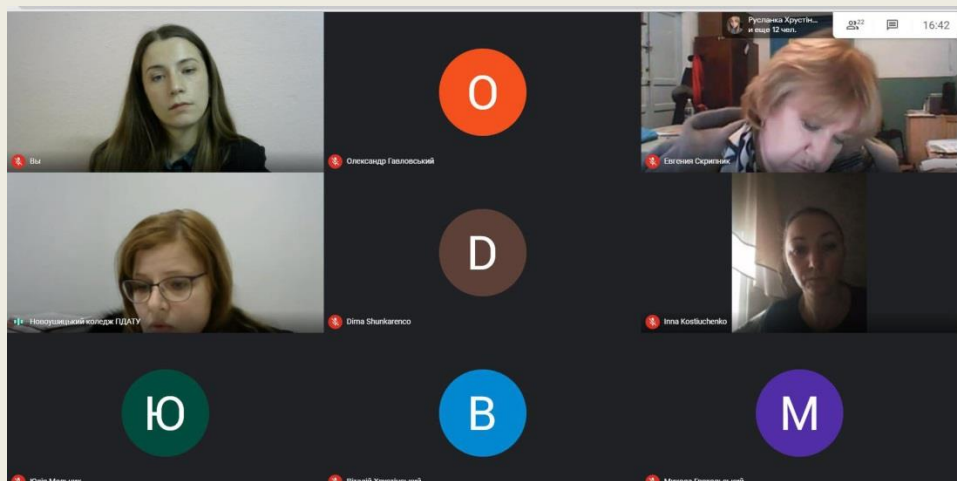 Русланка Хрустін...
и еще 12 чел.
22
16:42
O
Вы
Олександр Гавловський
Евгения Скрипник
D
Новоушицький коледж ПДАТУ
Dima Shunkarenco
Inna Kostiuchenko
Ю
В
М